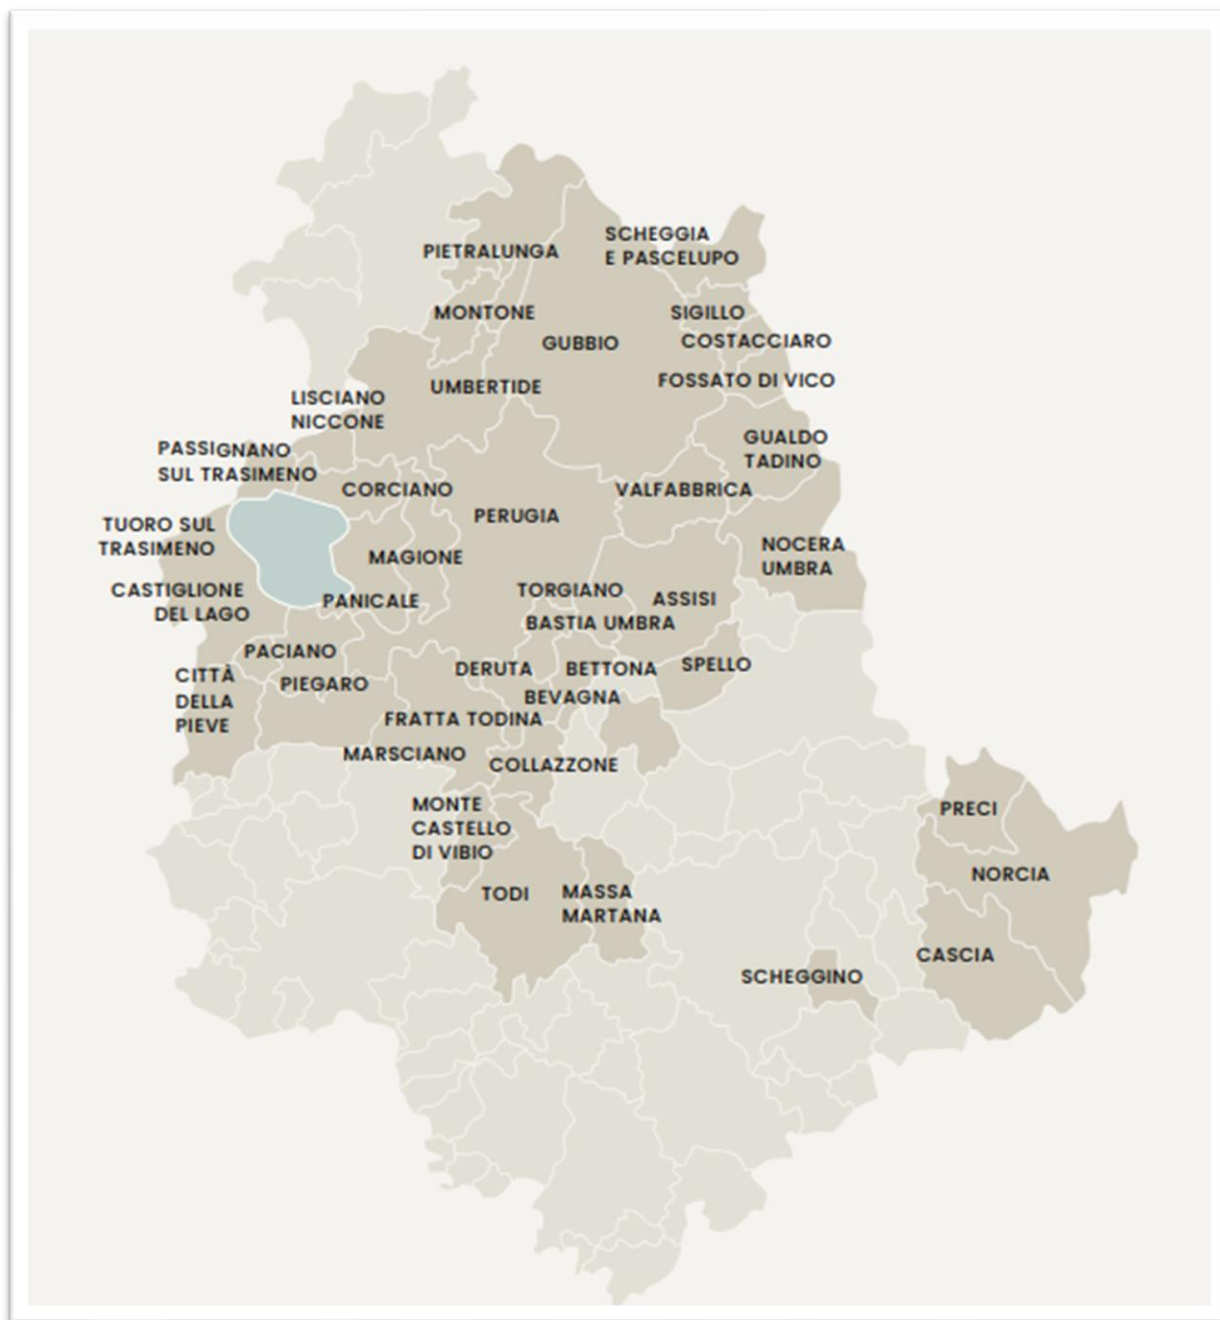 SCHEGGIA
E PASCELUPO
PIETRALUNGA
MONTONE
SIGILLO
GUBBIO
COSTACCIARO
UMBERTIDE
FOSSATO DI VICO
LISCIANO
NICCONE
GUALDO
TADINO
PASSIGNANO
SUL TRASIMENO
CORCIANO
VALFABBRICA
PERUGIA
TUORO SUL
TRASIMENO
MAGIONE
NOCERA
UMBRA
CASTIGLIONE
DEL LAGO
PANICALE
TORGIANO
ASSISI
BASTIA UMBRA
PACIANO
CITTÀ
DELLA
PIEVE
PIEGARO
DERUTA
BETTONA
SPELLO
BEVAGNA
FRATTA TODINA
MARSCIANO
COLLAZZONE
MONTE
CASTELLO
DI VIBIO
PRECI
TODI
MASSA
MARTANA
NORCIA
CASCIA
SCHEGGINO